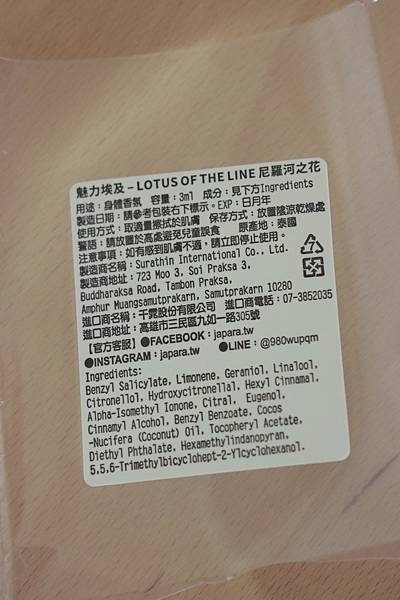 魅力埃及 – LOTUS OF THE LINE 尼羅河之花
用途：身體香氛 容量：3ml 成分：見下方Ingredients
製造日期：請參考包裝右下標示。EXP：日月年
使用方式：取適量擦拭於肌膚 保存方式：放置陰涼乾燥處
警語：請放置於高處避免兒童誤食 原產地：泰國
注意事項：如有感到肌膚不適，請立即停止使用。
製造商名稱：Surathin International Co., Ltd.
製造商地址：723 Moo 3, Soi Praksa 3,
Buddharaksa Road, Tambon Praksa,
Amphur Muangsamutprakarn, Samutprakarn 10280
進口商名稱：千霓股份有限公司 進口商電話：07-3852035
進口商地址：高雄市三民區九如一路305號
【官方客服】●FACEBOOK：japara.tw
●INSTAGRAM：japara.tw ●LINE：@980wupqm
Ingredients:
Benzyl Salicylate, Limonene, Geraniol, Linalool,
Citronellol, Hydroxycitronellal, Hexyl Cinnamal,
Alpha-Isomethyl Ionone, Citral, Eugenol,
Cinnamyl Alcohol, Benzyl Benzoate, Cocos
-Nucifera (Coconut) Oil, Tocopheryl Acetate,
Diethyl Phthalate, Hexamethylindanopyran,
5,5,6-Trimethylbicyclohept-2-Ylcyclohexanol.